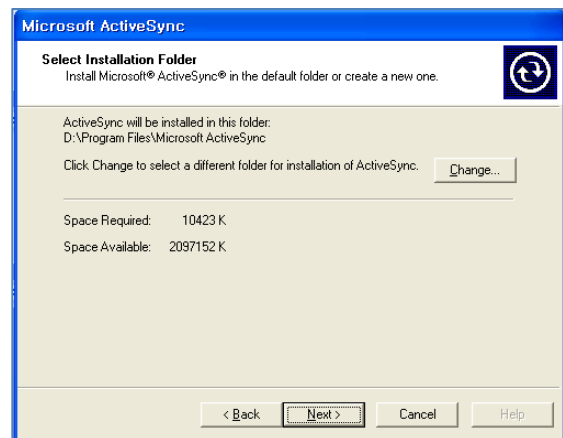 Microsoft ActiveSync
Select Installation Folder
Install Microsoft® ActiveSync® in the default folder or create a new one.
ActiveSync will be installed in this folder:
D:\Program Files\Microsoft ActiveSync
Click Change to select a different folder for installation of ActiveSync.
Change...
Space Required: 10423 K
Space Available: 2097152 K
< Back Next > Cancel Help